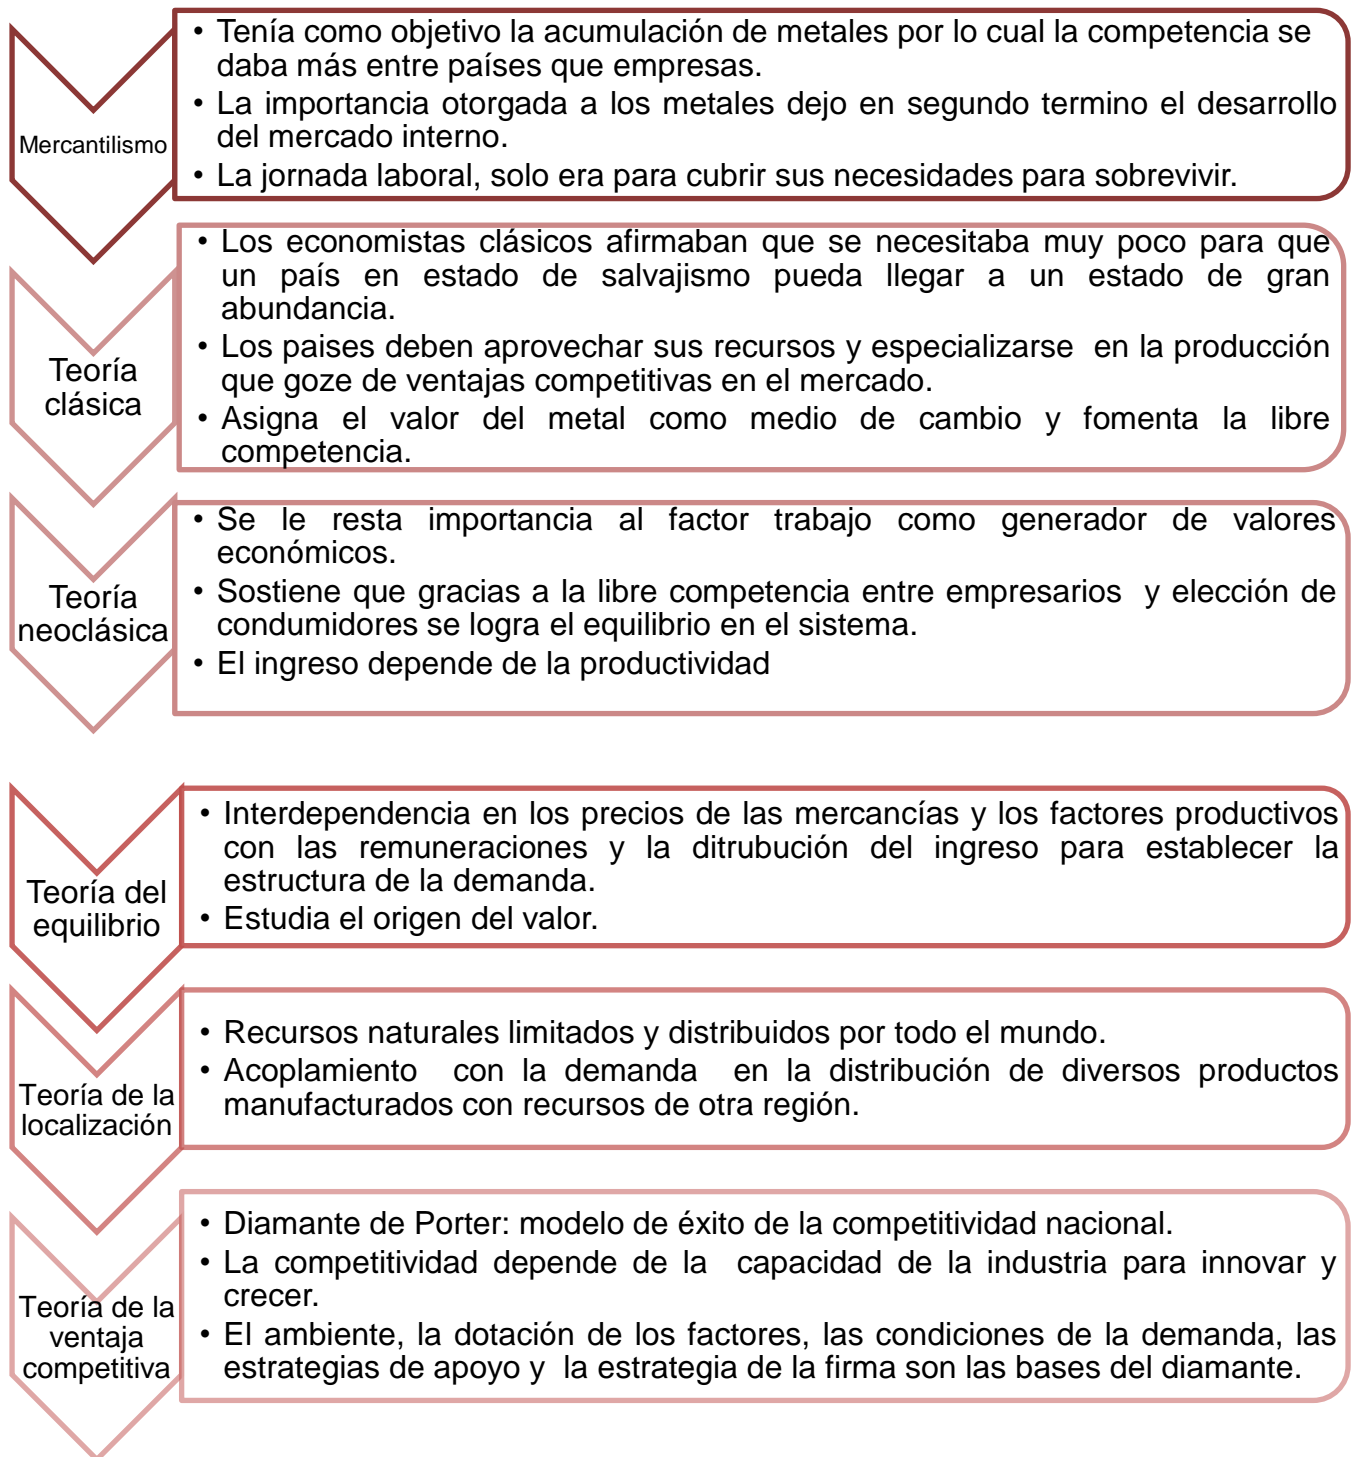 Mercantilismo
• Tenía como objetivo la acumulación de metales por lo cual la competencia se
daba más entre países que empresas.
• La importancia otorgada a los metales dejo en segundo termino el desarrollo
del mercado interno.
• La jornada laboral, solo era para cubrir sus necesidades para sobrevivir.
Teoría
clásica
• Los economistas clásicos afirmaban que se necesitaba muy poco para que
un país en estado de salvajismo pueda llegar a un estado de gran
abundancia.
• Los paises deben aprovechar sus recursos y especializarse en la producción
que goze de ventajas competitivas en el mercado.
• Asigna el valor del metal como medio de cambio y fomenta la libre
competencia.
Teoría
neoclásica
• Se le resta importancia al factor trabajo como generador de valores
económicos.
• Sostiene que gracias a la libre competencia entre empresarios y elección de
condumidores se logra el equilibrio en el sistema.
• El ingreso depende de la productividad
Teoría del
equilibrio
• Interdependencia en los precios de las mercancías y los factores productivos
con las remuneraciones y la ditrubución del ingreso para establecer la
estructura de la demanda.
• Estudia el origen del valor.
Teoría de la
localización
• Recursos naturales limitados y distribuidos por todo el mundo.
• Acoplamiento con la demanda en la distribución de diversos productos
manufacturados con recursos de otra región.
Teoría de la
ventaja
competitiva
• Diamante de Porter: modelo de éxito de la competitividad nacional.
• La competitividad depende de la capacidad de la industria para innovar y
crecer.
• El ambiente, la dotación de los factores, las condiciones de la demanda, las
estrategias de apoyo y la estrategia de la firma son las bases del diamante.